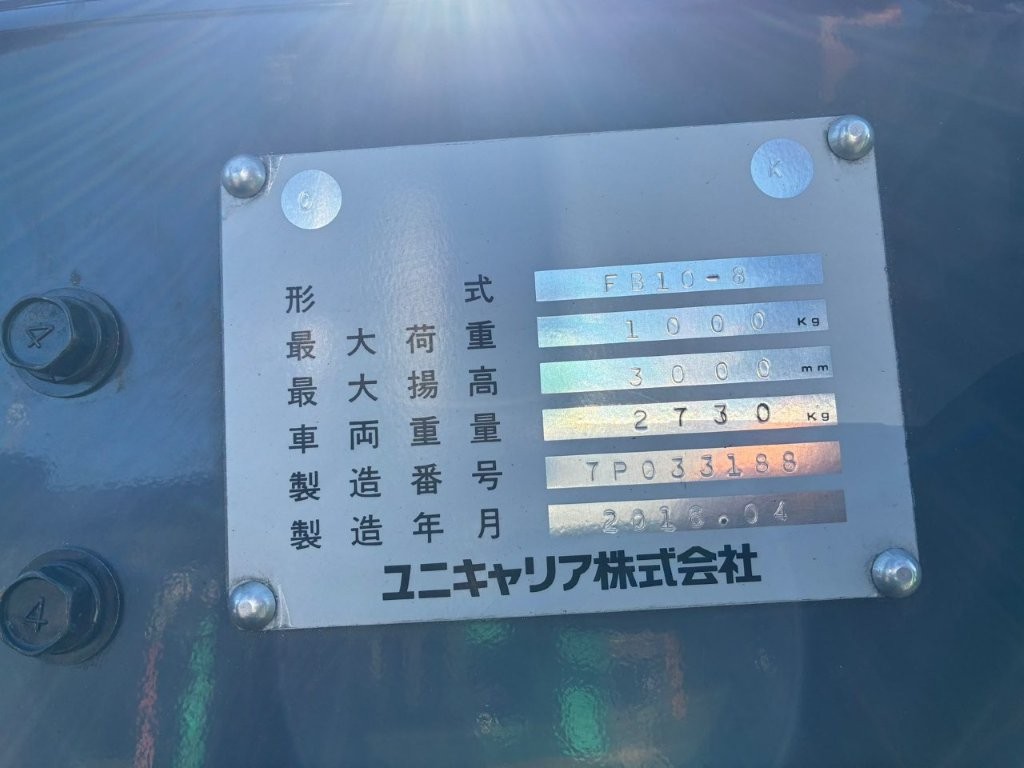 C K
形式 FB10-8
最大荷重 1000 Kg
最大揚高 3000 mm
車両重量 2730 Kg
製造番号 7P033188
製造年月 2016.04
ユニキャリア株式会社
4
4